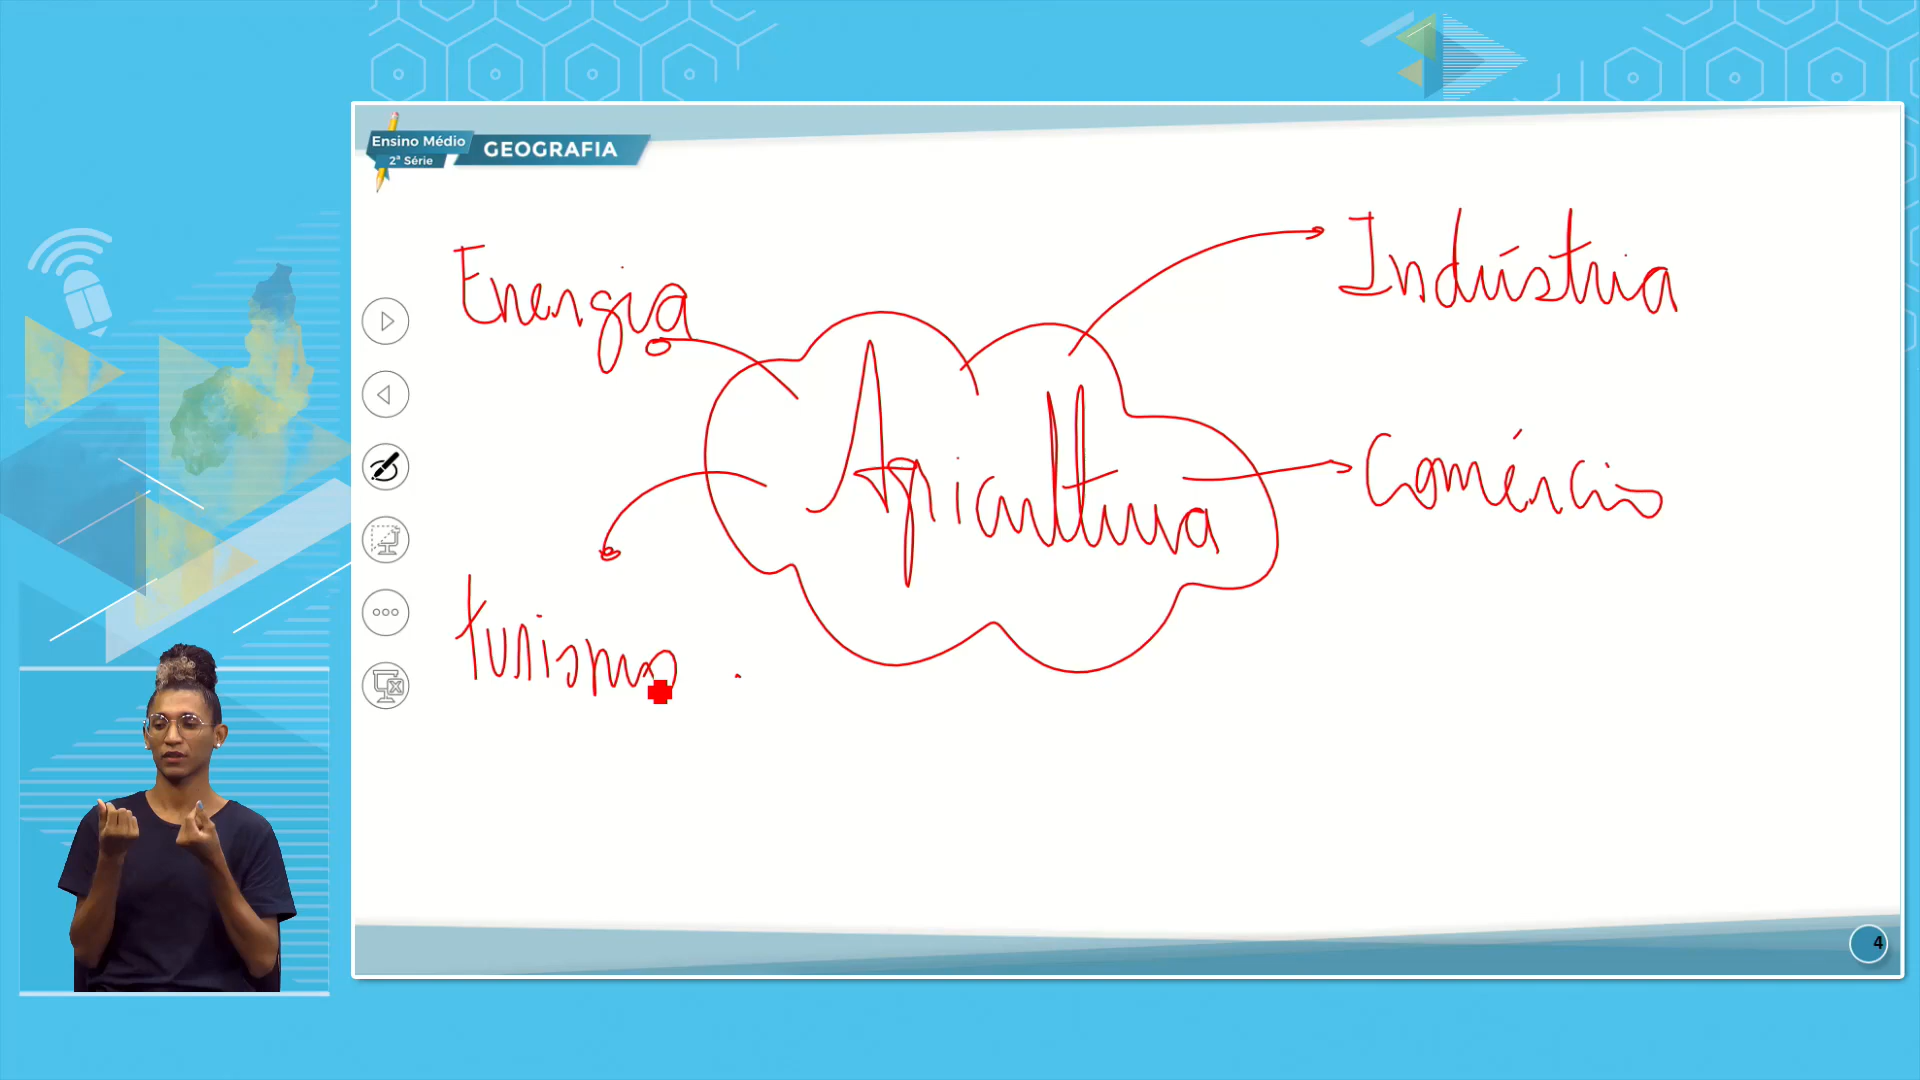 Ensino Médio
2ª Série
GEOGRAFIA
Energia
Indústria
Agricultura
Comércio
turismo
4